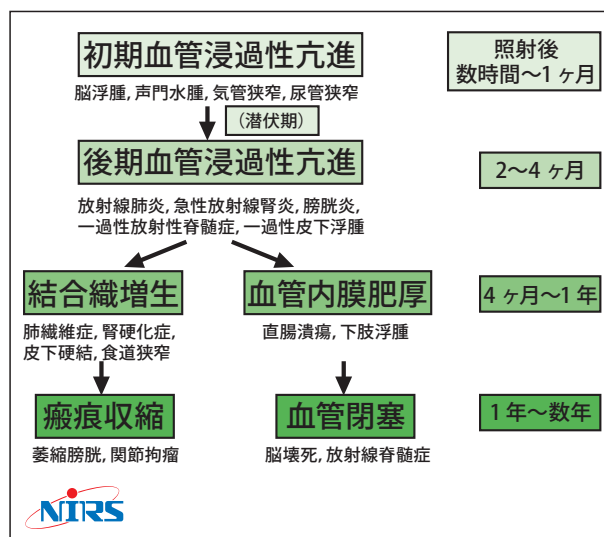 初期血管浸過性亢進
照射後
数時間〜1ヶ月
脳浮腫, 声門水腫, 気管狭窄, 尿管狭窄
(潜伏期)
後期血管浸過性亢進
2〜4ヶ月
放射線肺炎, 急性放射線腎炎, 膀胱炎,
一過性放射性脊髄症, 一過性皮下浮腫
結合織増生
血管内膜肥厚
4ヶ月〜1年
肺繊維症, 腎硬化症,
皮下硬結, 食道狭窄
直腸潰瘍, 下肢浮腫
瘢痕収縮
血管閉塞
1年〜数年
萎縮膀胱, 関節拘瘤
脳壊死, 放射線脊髄症
NIRS